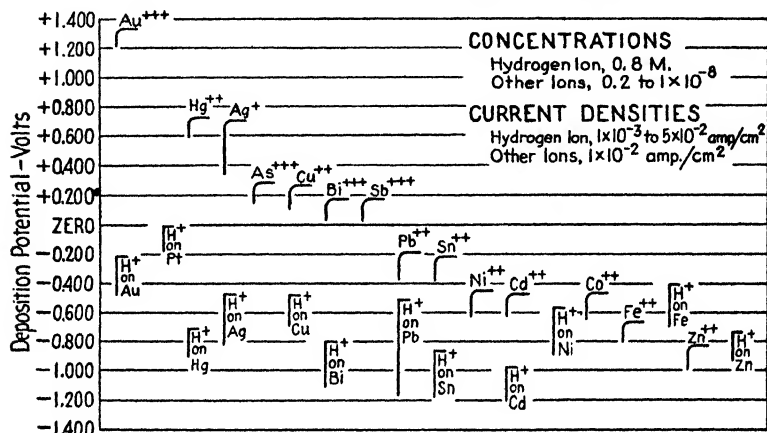 Deposition Potential-Volts
+1.400
+1.200
+1.000
+0.800
+0.600
+0.400
+0.200
ZERO
-0.200
-0.400
-0.600
-0.800
-1.000
-1.200
-1.400
CONCENTRATIONS
Hydrogen Ion, 0.8 M.
Other Ions, 0.2 to 1×10⁻⁸
CURRENT DENSITIES
Hydrogen Ion, 1×10⁻³ to 5×10⁻² amp/cm²
Other Ions, 1×10⁻² amp./cm²
Au+++
Hg++
Ag+
As+++
Cu++
Bi+++
Sb+++
H+
on
Pt
H+
on
Au
Pb++
Sn++
Ni++
Cd++
Co++
Fe++
H+
on
Fe
H+
on
Hg
H+
on
Ag
H+
on
Cu
H+
on
Bi
H+
on
Pb
H+
on
Sn
H+
on
Cd
H+
on
Ni
Zn++
H+
on
Zn